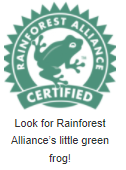 RAINFOREST ALLIANCE
CERTIFIED
Look for Rainforest
Alliance's little green
frog!